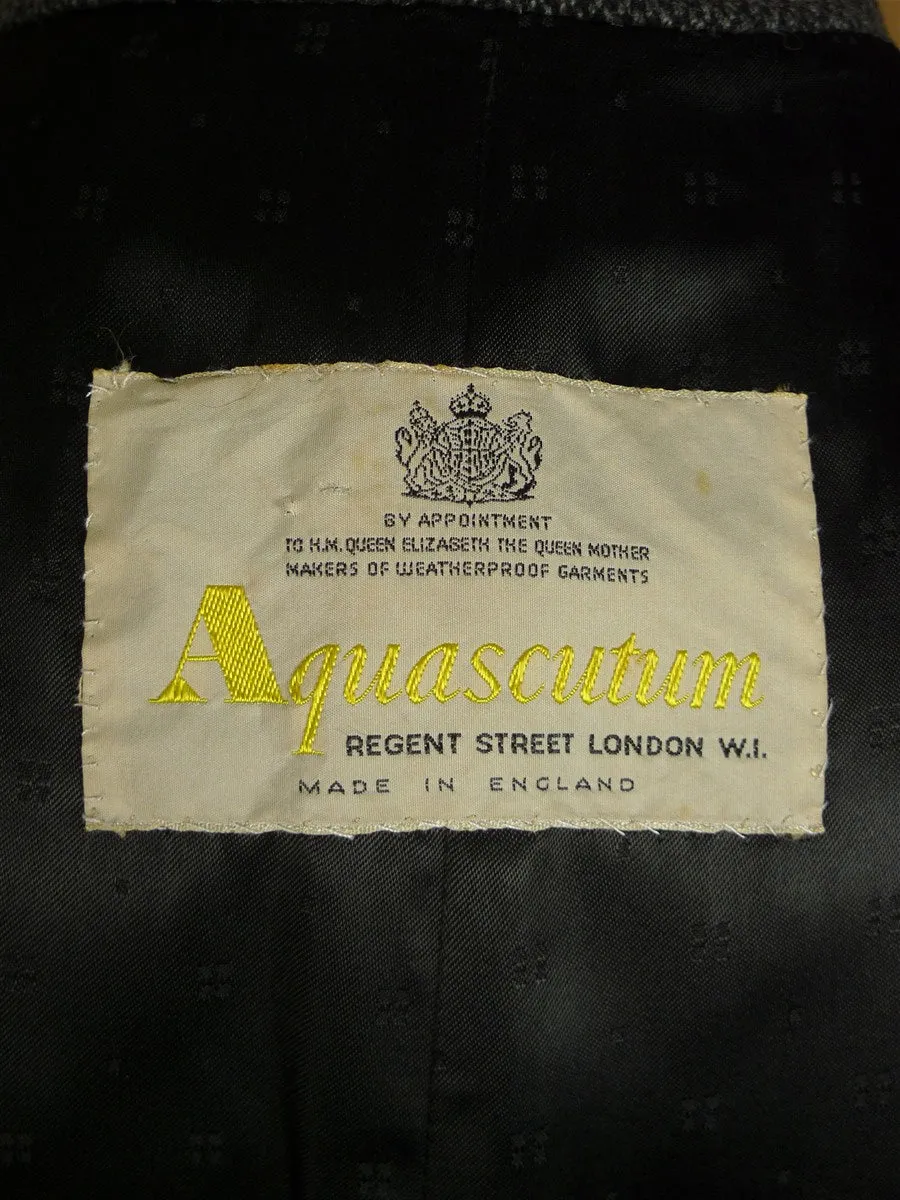 BY APPOINTMENT
TO H.M. QUEEN ELIZABETH THE QUEEN MOTHER
MAKERS OF WEATHERPROOF GARMENTS
Aquascutum
REGENT STREET LONDON W.I.
MADE IN ENGLAND